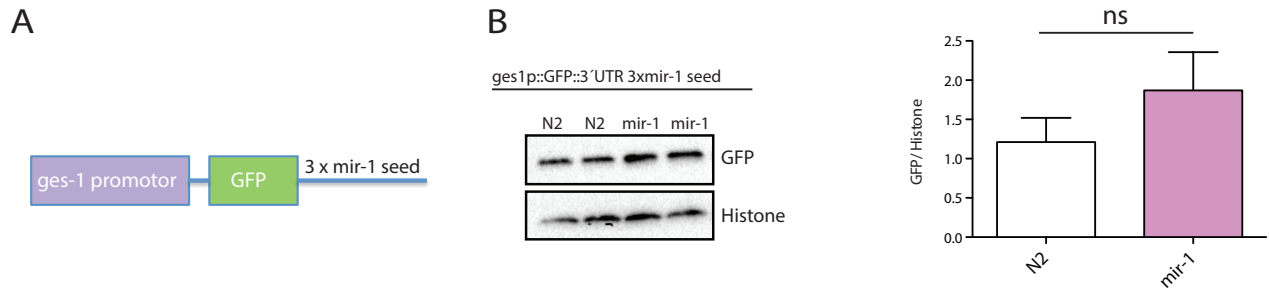 A
ges-1 promotor
GFP
3 x mir-1 seed
B
ges1p::GFP::3´UTR 3xmir-1 seed
N2 N2 mir-1 mir-1
GFP
Histone
ns
GFP/ Histone
2.5
2.0
1.5
1.0
0.5
0.0
N2
mir-1